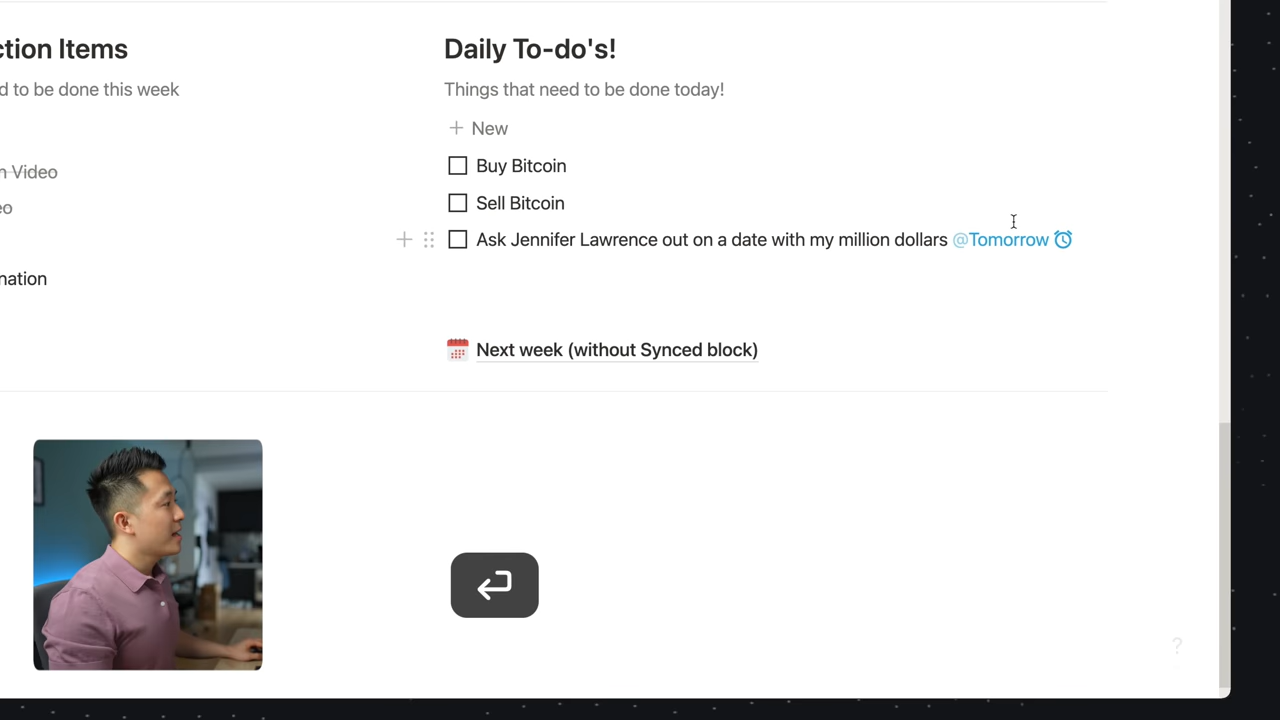 ction Items
d to be done this week
n Video
eo
nation
Daily To-do's!
Things that need to be done today!
+ New
Buy Bitcoin
Sell Bitcoin
Ask Jennifer Lawrence out on a date with my million dollars @Tomorrow
Next week (without Synced block)
?